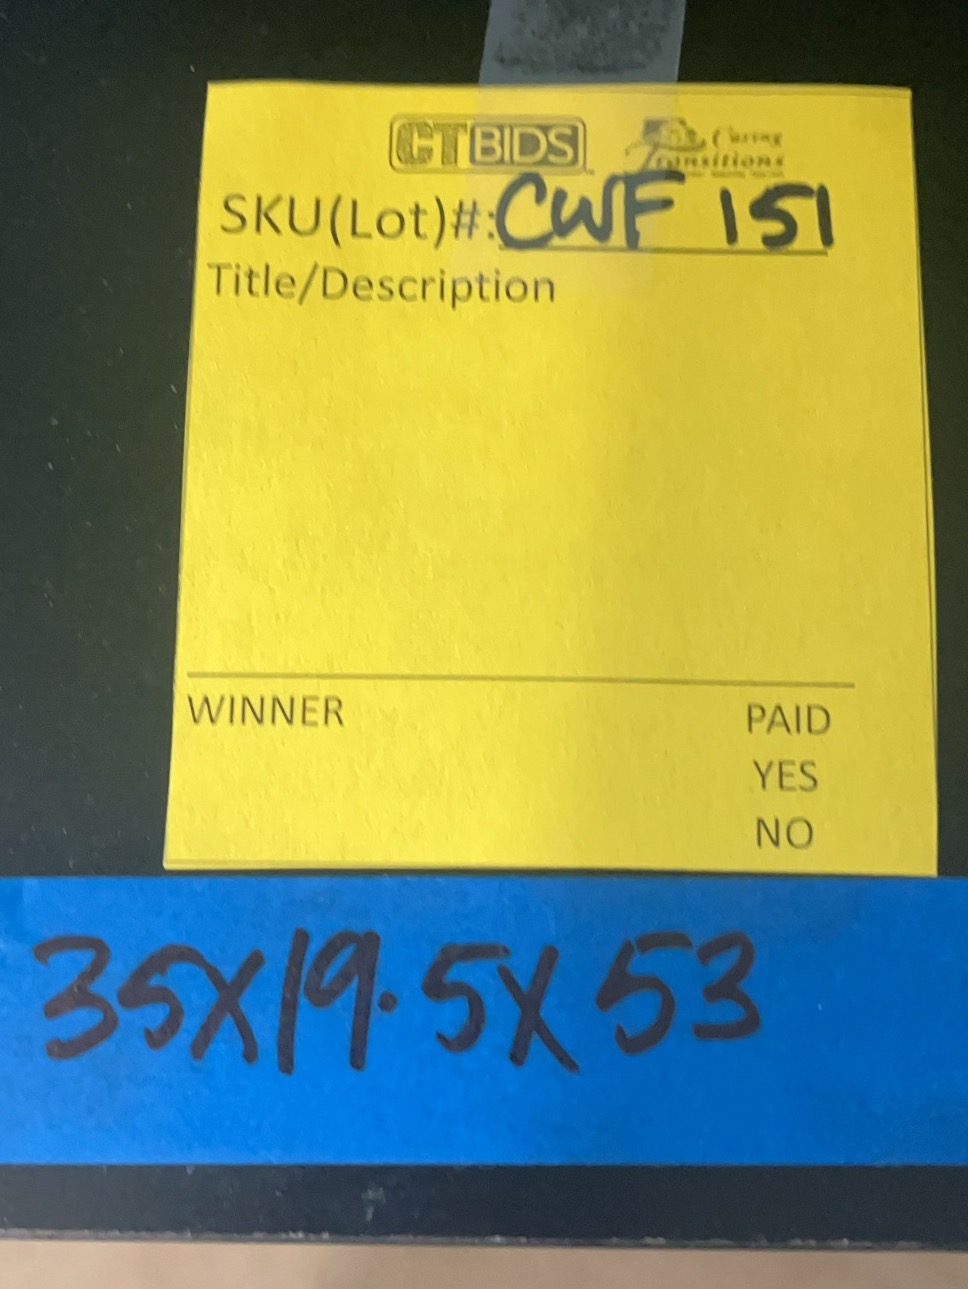 CTBIDS
Caring
Transitions
SKU(Lot)#: CWF 151
Title/Description
WINNER
PAID
YES
NO
35X19.5X53